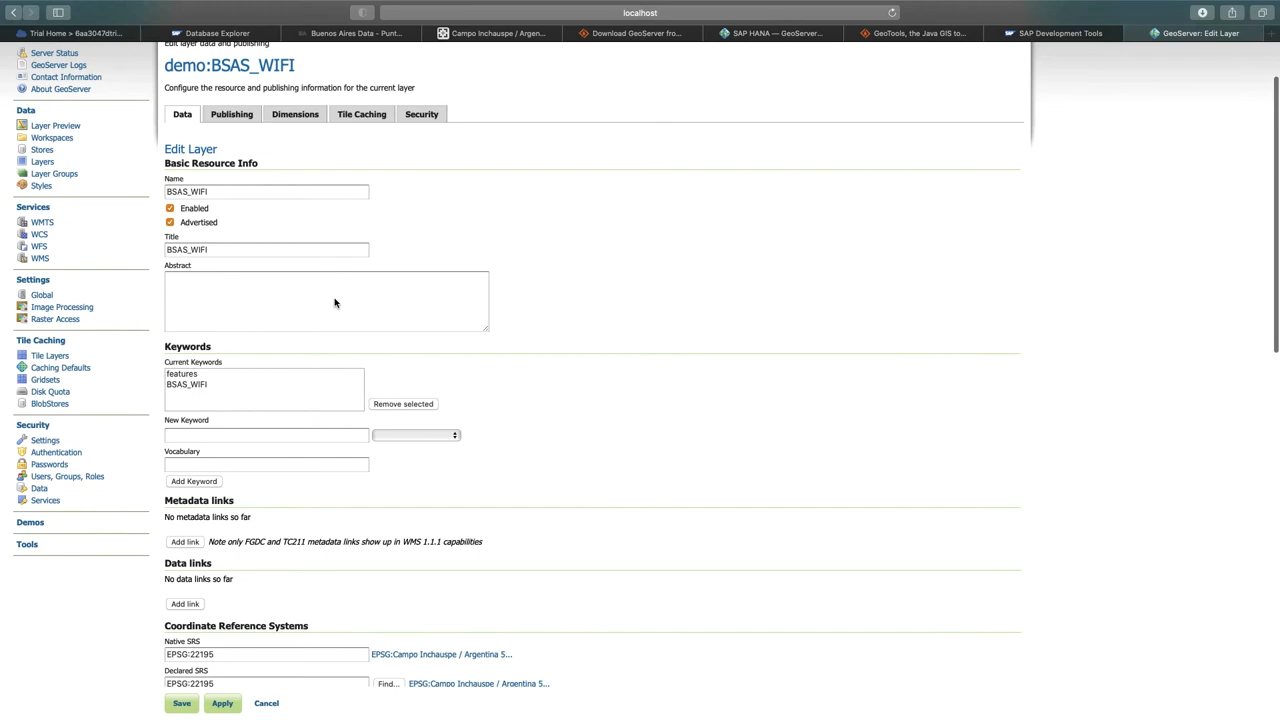 localhost
Trial Home > 6aa3047dtri...
Database Explorer
Buenos Aires Data - Punt...
Campo Inchauspe / Argen...
Download GeoServer fro...
SAP HANA — GeoServer...
GeoTools, the Java GIS to...
SAP Development Tools
GeoServer: Edit Layer
Server Status
GeoServer Logs
Contact Information
About GeoServer
Data
Layer Preview
Workspaces
Stores
Layers
Layer Groups
Styles
Services
WMTS
WCS
WFS
WMS
Settings
Global
Image Processing
Raster Access
Tile Caching
Tile Layers
Caching Defaults
Gridsets
Disk Quota
BlobStores
Security
Settings
Authentication
Passwords
Users, Groups, Roles
Data
Services
Demos
Tools
Edit layer data and publishing
demo:BSAS_WIFI
Configure the resource and publishing information for the current layer
Data Publishing Dimensions Tile Caching Security
Edit Layer
Basic Resource Info
Name
BSAS_WIFI
Enabled
Advertised
Title
BSAS_WIFI
Abstract
Keywords
Current Keywords
features
BSAS_WIFI
Remove selected
New Keyword
Vocabulary
Add Keyword
Metadata links
No metadata links so far
Add link Note only FGDC and TC211 metadata links show up in WMS 1.1.1 capabilities
Data links
No data links so far
Add link
Coordinate Reference Systems
Native SRS
EPSG:22195 EPSG:Campo Inchauspe / Argentina 5...
Declared SRS
EPSG:22195 Find... EPSG:Campo Inchauspe / Argentina 5...
Save Apply Cancel